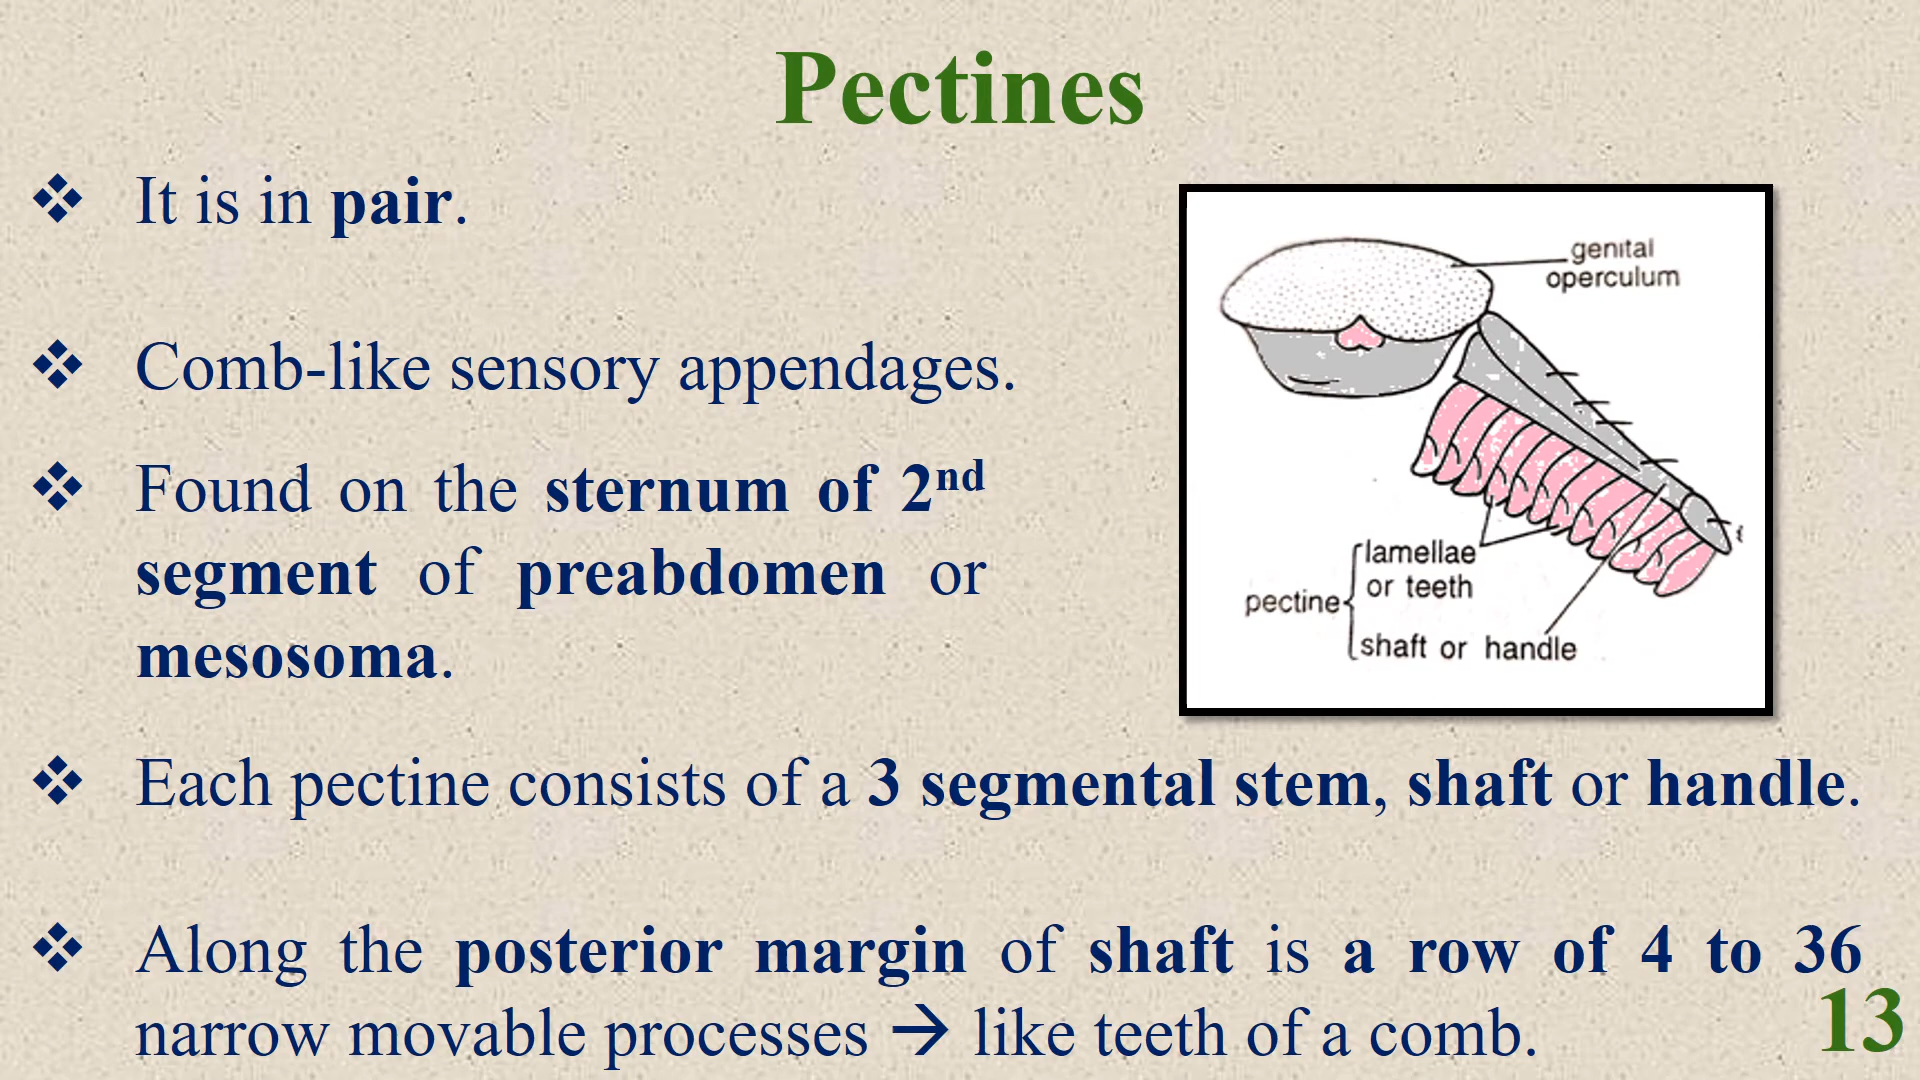 Pectines
❖ It is in pair.
❖ Comb-like sensory appendages.
❖ Found on the sternum of 2nd
segment of preabdomen or
mesosoma.
genital
operculum
lamellae
or teeth
pectine
shaft or handle
❖ Each pectine consists of a 3 segmental stem, shaft or handle.
❖ Along the posterior margin of shaft is a row of 4 to 36
narrow movable processes → like teeth of a comb.
13